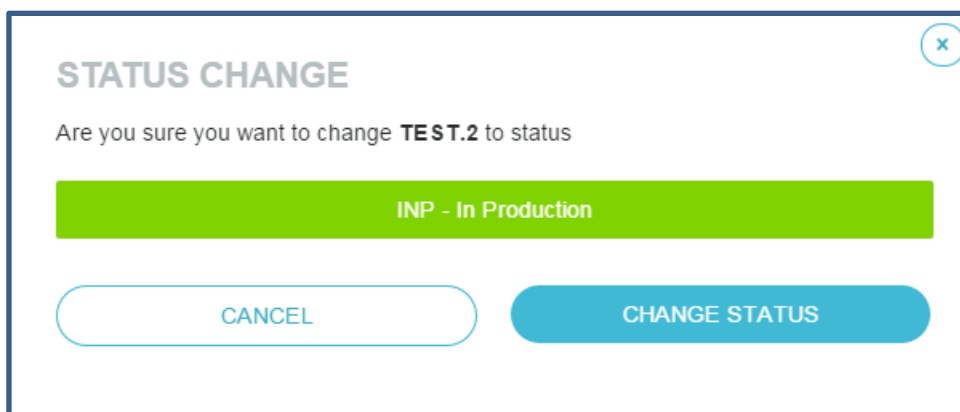 STATUS CHANGE
Are you sure you want to change TEST.2 to status
INP - In Production
CANCEL
CHANGE STATUS